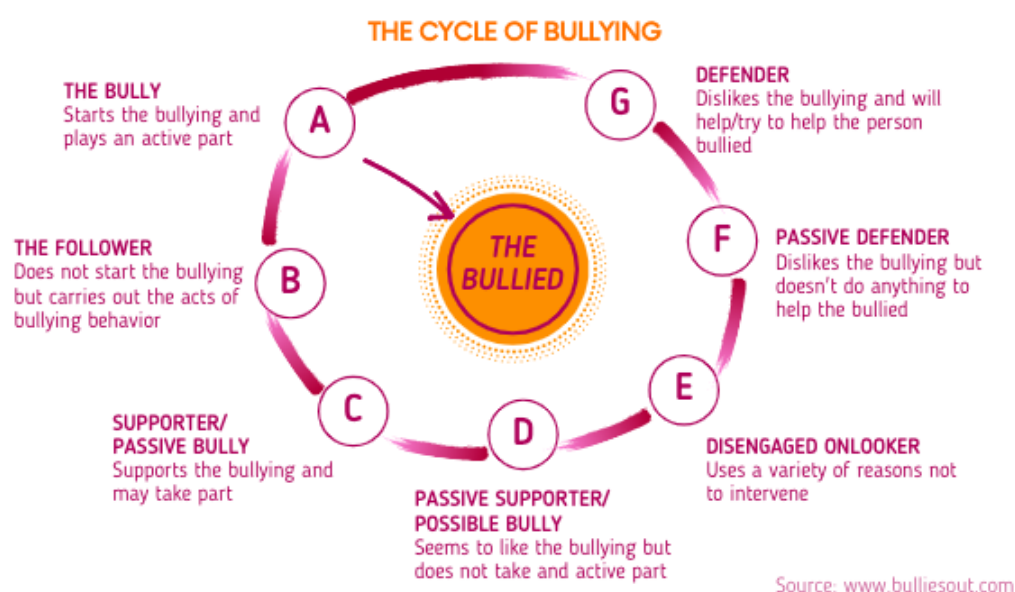 THE CYCLE OF BULLYING
A
THE BULLY
Starts the bullying and
plays an active part
B
THE FOLLOWER
Does not start the bullying
but carries out the acts of
bullying behavior
C
SUPPORTER/
PASSIVE BULLY
Supports the bullying and
may take part
D
PASSIVE SUPPORTER/
POSSIBLE BULLY
Seems to like the bullying but
does not take and active part
E
DISENGAGED ONLOOKER
Uses a variety of reasons not
to intervene
F
PASSIVE DEFENDER
Dislikes the bullying but
doesn't do anything to
help the bullied
G
DEFENDER
Dislikes the bullying and will
help/try to help the person
bullied
THE
BULLIED
Source: www.bulliesout.com